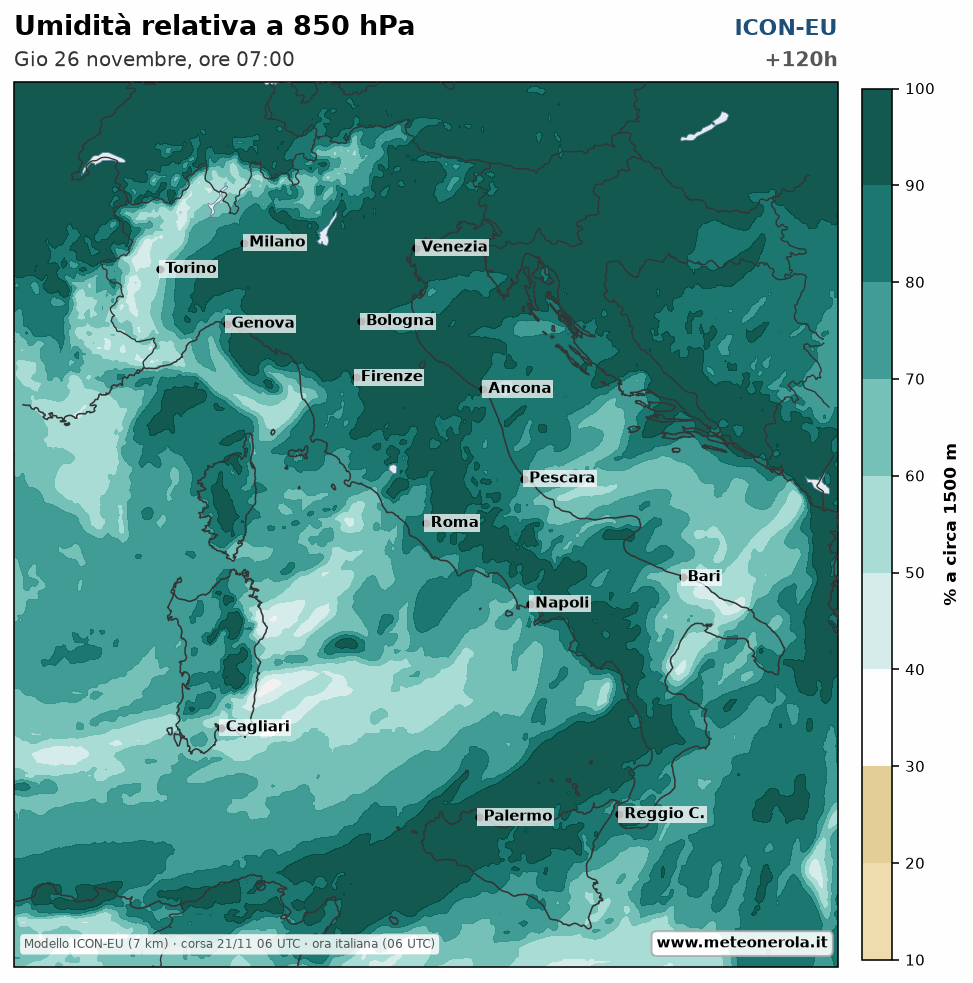 Umidità relativa a 850 hPa
ICON-EU
Gio 26 novembre, ore 07:00
+120h
100
90
80
70
60
50
40
30
20
10
% a circa 1500 m
Milano
Venezia
Torino
Genova
Bologna
Firenze
Ancona
Pescara
Roma
Bari
Napoli
Cagliari
Palermo
Reggio C.
Modello ICON-EU (7 km) · corsa 21/11 06 UTC · ora italiana (06 UTC)
www.meteonerola.it